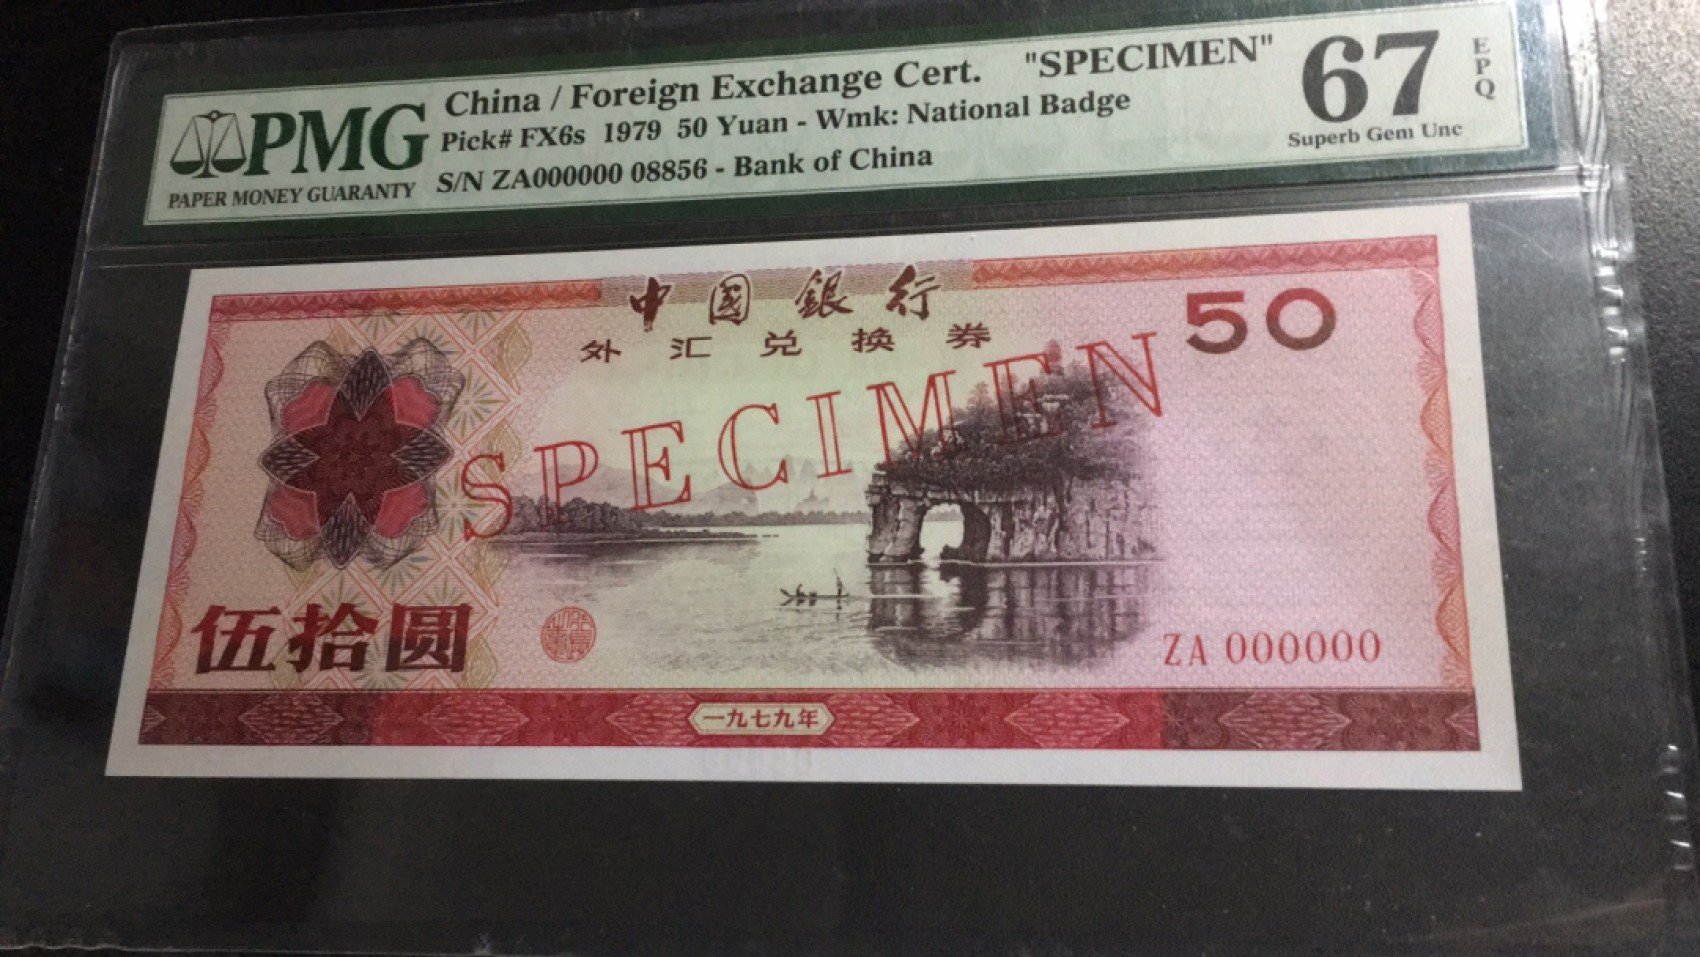 China / Foreign Exchange Cert. "SPECIMEN"
Pick# FX6s 1979 50 Yuan - Wmk: National Badge
S/N ZA000000 08856 - Bank of China
PMG
PAPER MONEY GUARANTY
67
EPQ
Superb Gem Unc
中國銀行
外汇兑换券
50
SPECIMEN
伍拾圆
ZA 000000
一九七九年